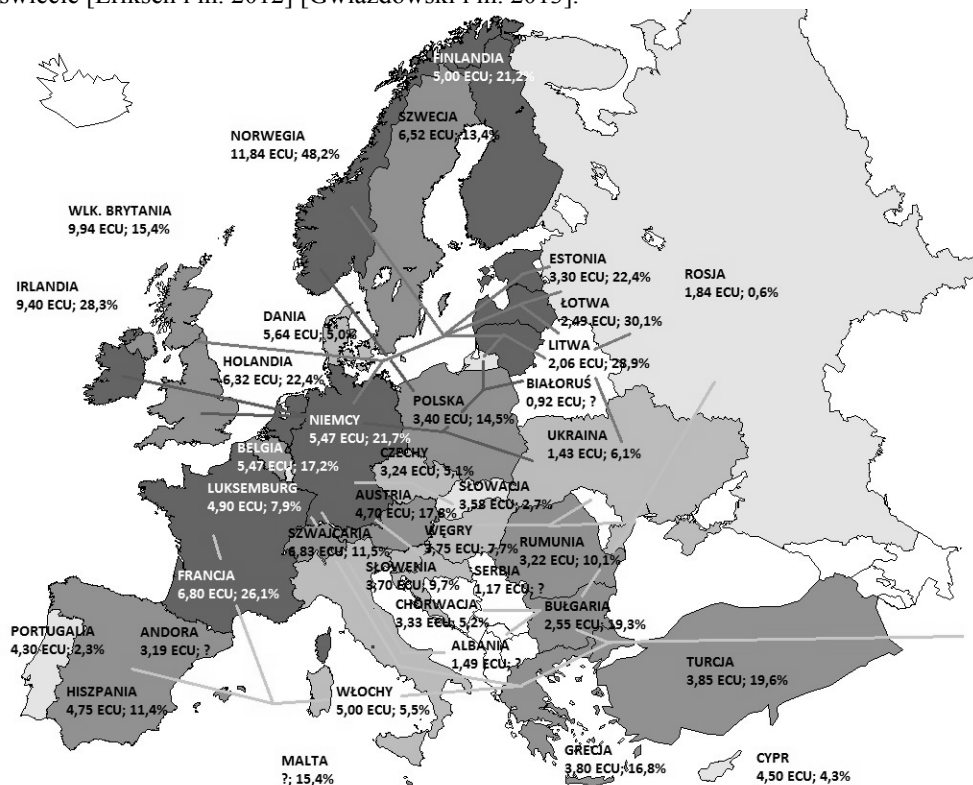 świecie [Eriksen i in. 2012] [Gwiazdowski i in. 2013].
FINLANDIA
5,00 ECU; 21,2%
SZWECJA
6,52 ECU; 13,4%
NORWEGIA
11,84 ECU; 48,2%
WLK. BRYTANIA
9,94 ECU; 15,4%
IRLANDIA
9,40 ECU; 28,3%
ESTONIA
3,30 ECU; 22,4%
ROSJA
1,84 ECU; 0,6%
ŁOTWA
2,49 ECU; 30,1%
DANIA
5,64 ECU; 5,0%
LITWA
2,06 ECU; 28,9%
HOLANDIA
6,32 ECU; 22,4%
BIAŁORUŚ
0,92 ECU; ?
POLSKA
3,40 ECU; 14,5%
NIEMCY
5,47 ECU; 21,7%
UKRAINA
1,43 ECU; 6,1%
BELGIA
5,47 ECU; 17,2%
CZECHY
3,24 ECU; 5,1%
SŁOWACJA
3,58 ECU; 2,7%
LUKSEMBURG
4,90 ECU; 7,9%
AUSTRIA
4,70 ECU; 17,8%
SZWAJCARIA
6,83 ECU; 11,5%
WĘGRY
3,75 ECU; 7,7%
RUMUNIA
3,22 ECU; 10,1%
SŁOWENIA
3,70 ECU; 9,7%
SERBIA
1,17 ECU; ?
FRANCJA
6,80 ECU; 26,1%
CHORWACJA
3,33 ECU; 5,2%
BUŁGARIA
2,55 ECU; 19,3%
PORTUGALIA
4,30 ECU; 2,3%
ANDORA
3,19 ECU; ?
ALBANIA
1,49 ECU; ?
TURCJA
3,85 ECU; 19,6%
HISZPANIA
4,75 ECU; 11,4%
WŁOCHY
5,00 ECU; 5,5%
GRECJA
3,80 ECU; 16,8%
MALTA
?; 15,4%
CYPR
4,50 ECU; 4,3%